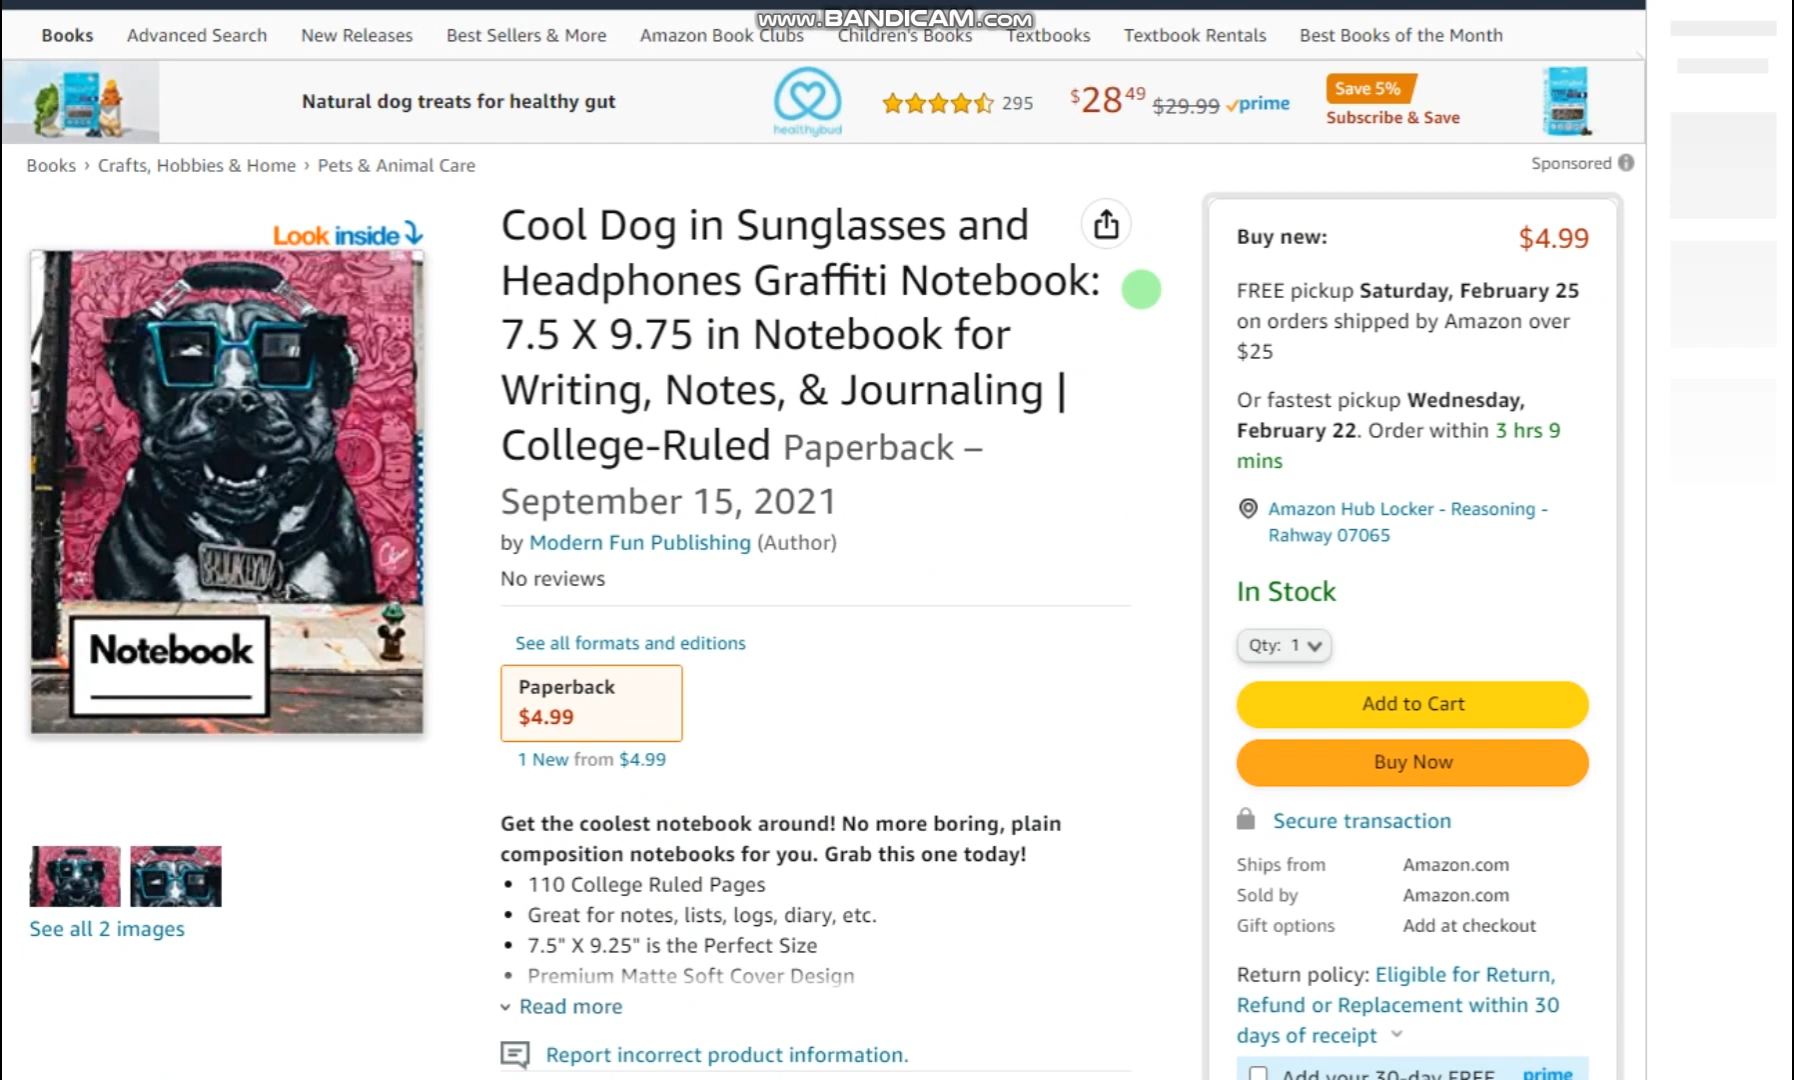 www.BANDICAM.com
Books Advanced Search New Releases Best Sellers & More Amazon Book Clubs Children's Books Textbooks Textbook Rentals Best Books of the Month
Natural dog treats for healthy gut
healthybud
295
$28 49 $29.99 prime
Save 5%
Subscribe & Save
Books › Crafts, Hobbies & Home › Pets & Animal Care
Sponsored
Look inside
BROOKLYN
Notebook
See all 2 images
Cool Dog in Sunglasses and
Headphones Graffiti Notebook:
7.5 X 9.75 in Notebook for
Writing, Notes, & Journaling |
College-Ruled Paperback –
September 15, 2021
by Modern Fun Publishing (Author)
No reviews
See all formats and editions
Paperback
$4.99
1 New from $4.99
Get the coolest notebook around! No more boring, plain
composition notebooks for you. Grab this one today!
• 110 College Ruled Pages
• Great for notes, lists, logs, diary, etc.
• 7.5" X 9.25" is the Perfect Size
• Premium Matte Soft Cover Design
Read more
Report incorrect product information.
Buy new: $4.99
FREE pickup Saturday, February 25
on orders shipped by Amazon over
$25
Or fastest pickup Wednesday,
February 22. Order within 3 hrs 9
mins
Amazon Hub Locker - Reasoning -
Rahway 07065
In Stock
Qty: 1
Add to Cart
Buy Now
Secure transaction
Ships from Amazon.com
Sold by Amazon.com
Gift options Add at checkout
Return policy: Eligible for Return,
Refund or Replacement within 30
days of receipt
Add your 30-day FREE prime